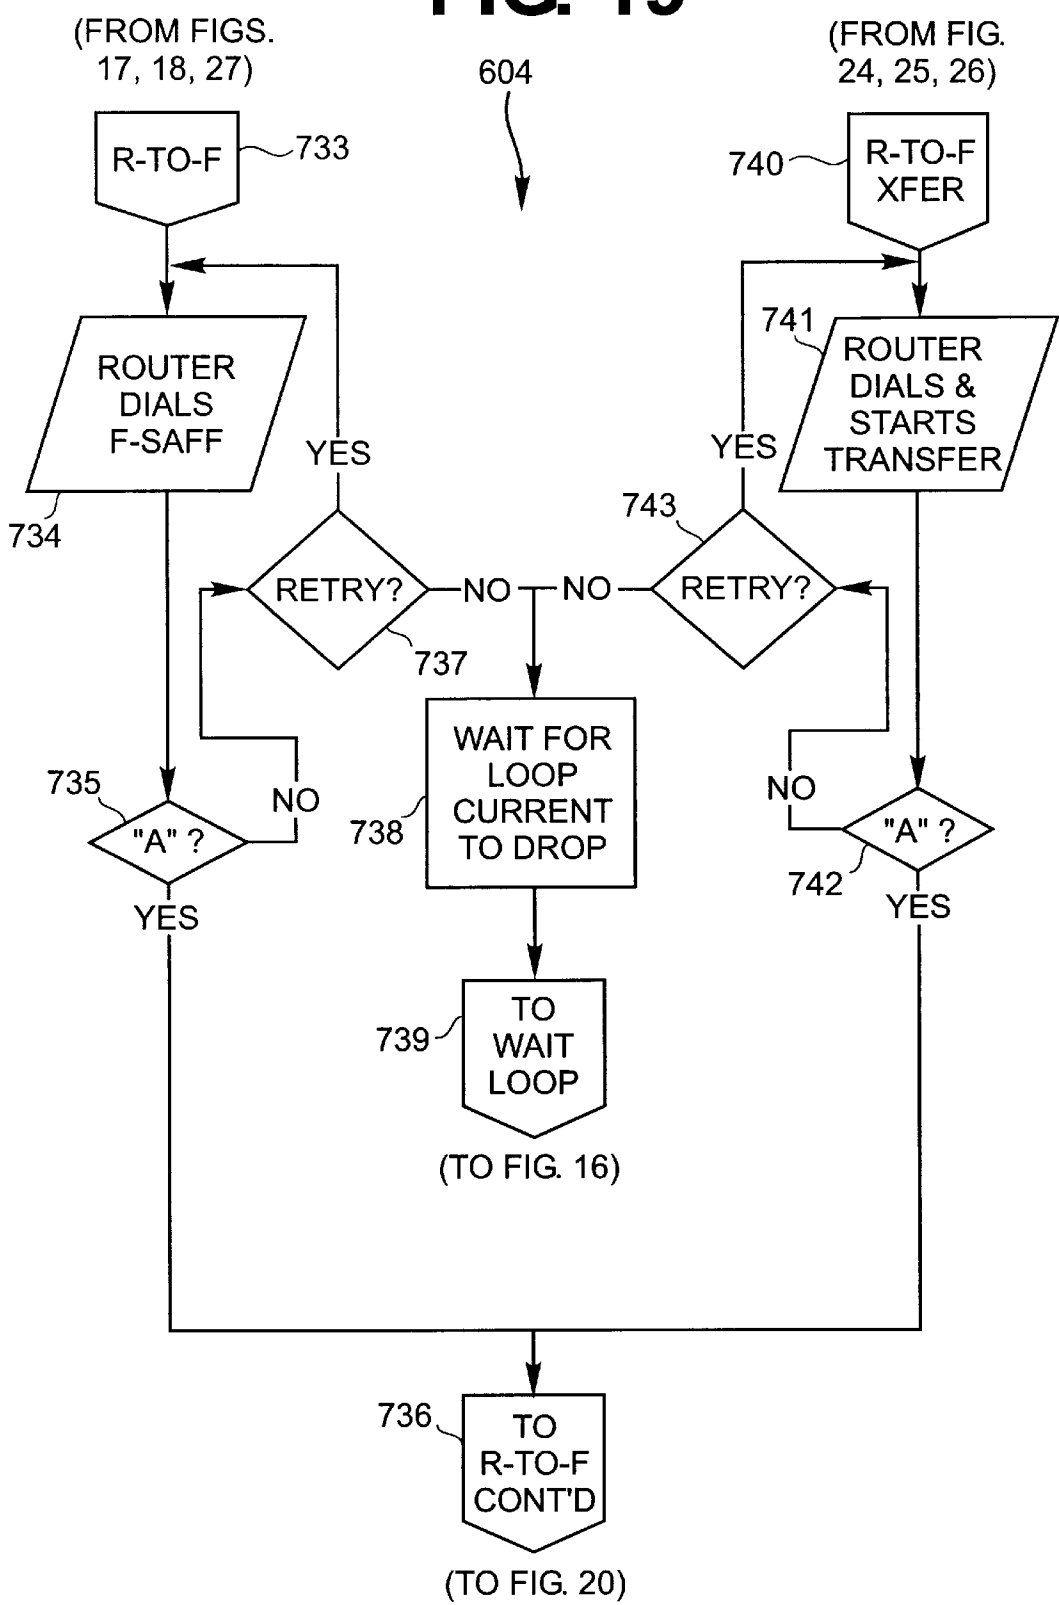 FIG. 19
(FROM FIGS.
17, 18, 27)
604
(FROM FIG.
24, 25, 26)
R-TO-F
733
740
R-TO-F
XFER
741
ROUTER
DIALS
F-SAFF
734
YES
YES
ROUTER
DIALS &
STARTS
TRANSFER
743
RETRY?
NO
NO
RETRY?
737
WAIT FOR
LOOP
CURRENT
TO DROP
738
735
"A" ?
NO
YES
NO
"A" ?
742
YES
739
TO
WAIT
LOOP
(TO FIG. 16)
736
TO
R-TO-F
CONT'D
(TO FIG. 20)